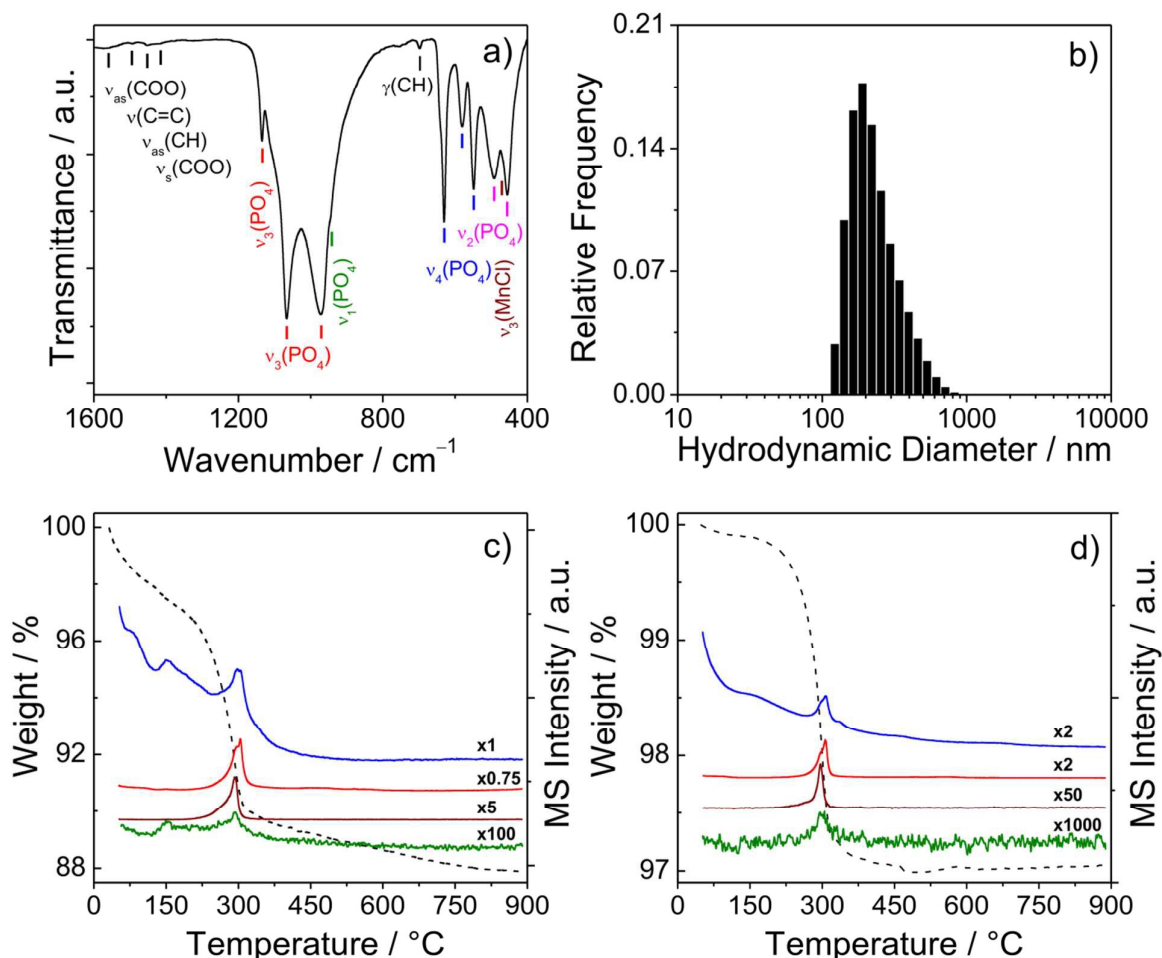 a)
Transmittance / a.u.
νas(COO)
ν(C=C)
νas(CH)
νs(COO)
ν3(PO4)
ν3(PO4)
ν1(PO4)
γ(CH)
ν2(PO4)
ν4(PO4)
ν3(MnCl)
1600 1200 800 400
Wavenumber / cm−1
b)
Relative Frequency
0.21
0.14
0.07
0.00
10 100 1000 10000
Hydrodynamic Diameter / nm
c)
Weight / %
100
96
92
88
x1
x0.75
x5
x100
MS Intensity / a.u.
0 150 300 450 600 750 900
Temperature / °C
d)
Weight / %
100
99
98
97
x2
x2
x50
x1000
MS Intensity / a.u.
0 150 300 450 600 750 900
Temperature / °C